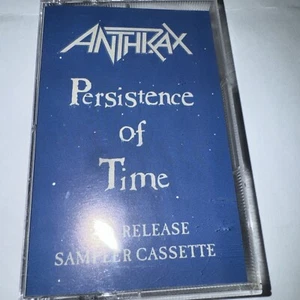 ANTHRAX
Persistence
of
Time
RELEASE
SAMPLER CASSETTE